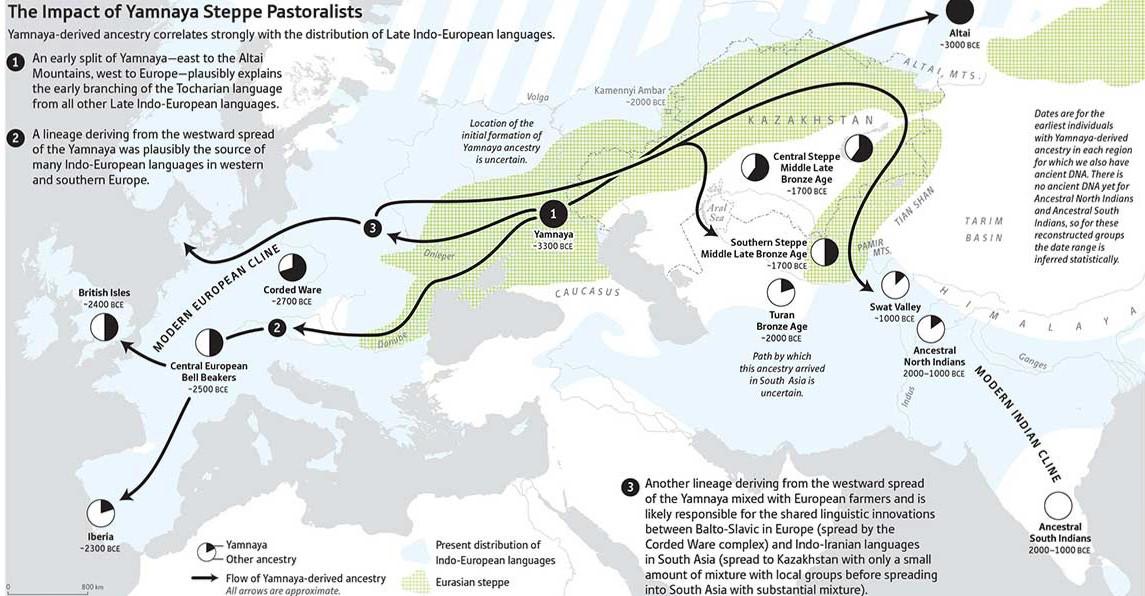 The Impact of Yamnaya Steppe Pastoralists
Yamnaya-derived ancestry correlates strongly with the distribution of Late Indo-European languages.
1
An early split of Yamnaya—east to the Altai
Mountains, west to Europe—plausibly explains
the early branching of the Tocharian language
from all other Late Indo-European languages.
2
A lineage deriving from the westward spread
of the Yamnaya was plausibly the source of
many Indo-European languages in western
and southern Europe.
Altai
~3000 BCE
ALTAI MTS.
Volga
Kamennyi Ambar
~2000 BCE
Location of the
initial formation of
Yamnaya ancestry
is uncertain.
KAZAKHSTAN
Dates are for the
earliest individuals
with Yamnaya-derived
ancestry in each region
for which we also have
ancient DNA. There is
no ancient DNA yet for
Ancestral North Indians
and Ancestral South
Indians, so for these
reconstructed groups
the date range is
inferred statistically.
Central Steppe
Middle Late
Bronze Age
~1700 BCE
1
Yamnaya
~3300 BCE
3
Aral
Sea
TIAN SHAN
TARIM
BASIN
Dnieper
Southern Steppe
Middle Late Bronze Age
~1700 BCE
PAMIR
MTS.
MODERN EUROPEAN CLINE
Corded Ware
~2700 BCE
CAUCASUS
British Isles
~2400 BCE
Turan
Bronze Age
~2000 BCE
Swat Valley
~1000 BCE
HIMALAYA
2
Danube
Central European
Bell Beakers
~2500 BCE
Path by which
this ancestry arrived
in South Asia is
uncertain.
Ancestral
North Indians
2000–1000 BCE
Ganges
Indus
MODERN INDIAN CLINE
Iberia
~2300 BCE
3
Another lineage deriving from the westward spread
of the Yamnaya mixed with European farmers and is
likely responsible for the shared linguistic innovations
between Balto-Slavic in Europe (spread by the
Corded Ware complex) and Indo-Iranian languages
in South Asia (spread to Kazakhstan with only a small
amount of mixture with local groups before spreading
into South Asia with substantial mixture).
Ancestral
South Indians
2000–1000 BCE
Yamnaya
Other ancestry
Flow of Yamnaya-derived ancestry
All arrows are approximate.
Present distribution of
Indo-European languages
Eurasian steppe
0 800 km